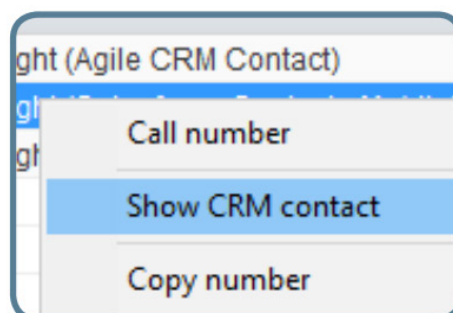 ght (Agile CRM Contact)
Call number
Show CRM contact
Copy number